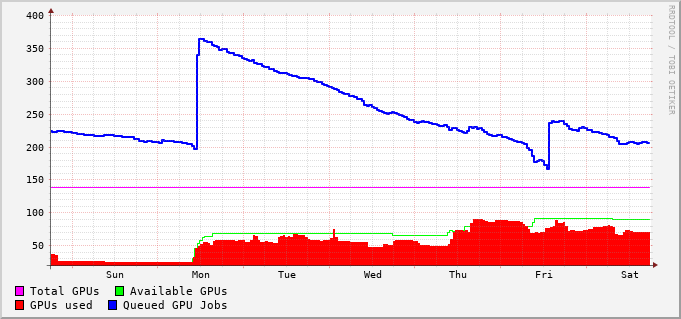 400
350
300
250
200
150
100
50
Sun Mon Tue Wed Thu Fri Sat
Total GPUs Available GPUs
GPUs used Queued GPU Jobs
RRDTOOL / TOBI OETIKER